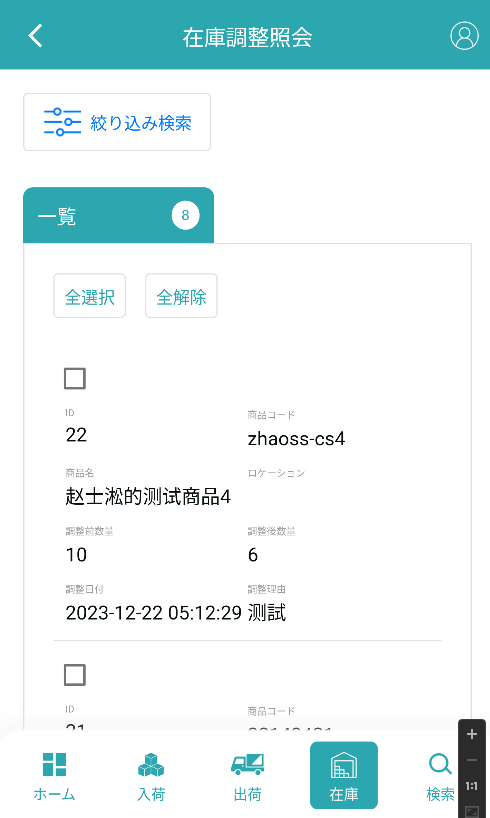 在庫調整照会
絞り込み検索
一覧 8
全選択 全解除
ID 商品コード
22 zhaoss-cs4
商品名 ロケーション
赵士淞的测试商品4
調整前数量 調整後数量
10 6
調整日付 調整理由
2023-12-22 05:12:29 测試
ID 商品コード
21
ホーム 入荷 出荷 在庫 検索
1:1